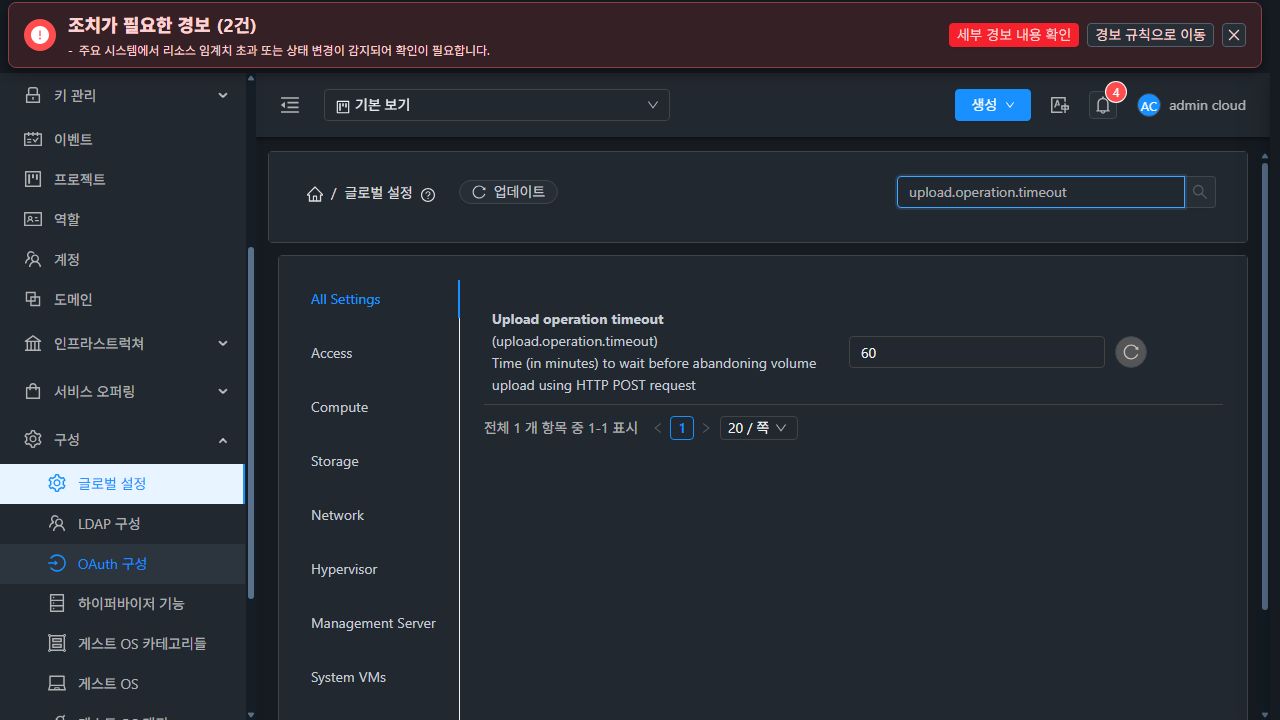 조치가 필요한 경보 (2건)
- 주요 시스템에서 리소스 임계치 초과 또는 상태 변경이 감지되어 확인이 필요합니다.
세부 경보 내용 확인
경보 규칙으로 이동
키 관리
이벤트
프로젝트
역할
계정
도메인
인프라스트럭쳐
서비스 오퍼링
구성
글로벌 설정
LDAP 구성
OAuth 구성
하이퍼바이저 기능
게스트 OS 카테고리들
게스트 OS
기본 보기
생성
4
AC
admin cloud
/ 글로벌 설정
업데이트
upload.operation.timeout
All Settings
Access
Compute
Storage
Network
Hypervisor
Management Server
System VMs
Upload operation timeout
(upload.operation.timeout)
Time (in minutes) to wait before abandoning volume
upload using HTTP POST request
60
전체 1 개 항목 중 1-1 표시
1
20 / 쪽